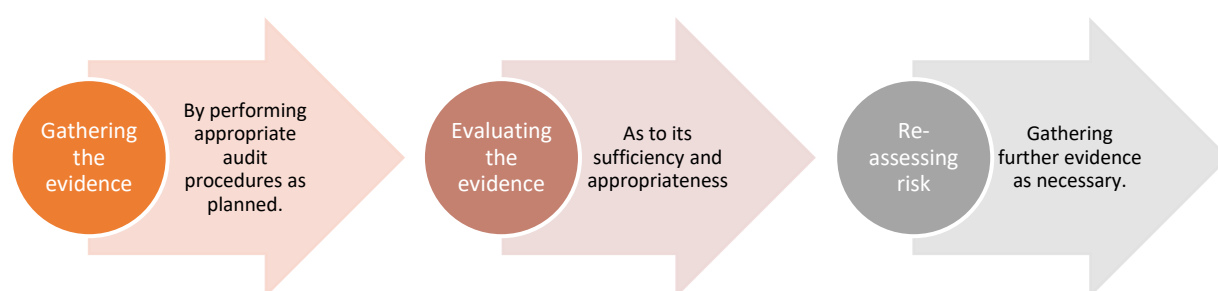 Gathering
the
evidence
By performing
appropriate
audit
procedures as
planned.
Evaluating
the
evidence
As to its
sufficiency and
appropriateness
Re-
assessing
risk
Gathering
further evidence
as necessary.